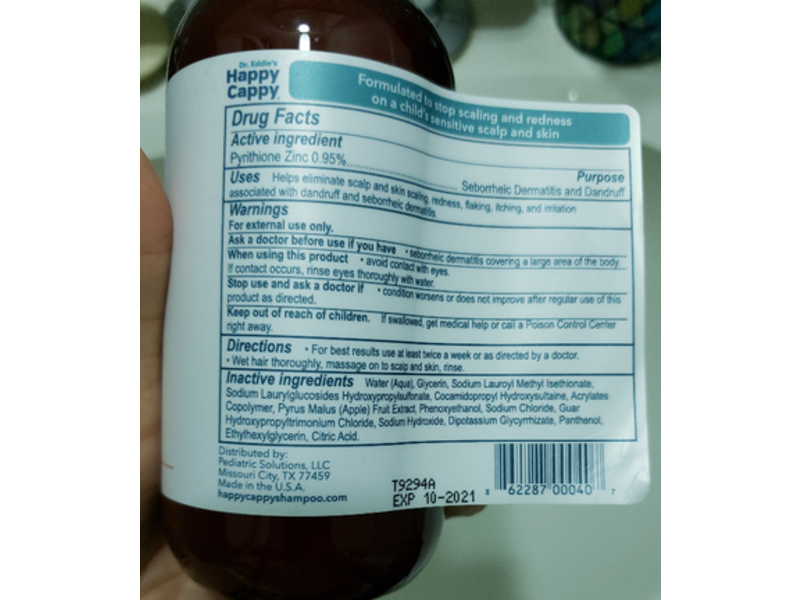 Dr. Eddie's
Happy
Cappy
Formulated to stop scaling and redness
on a child's sensitive scalp and skin
Drug Facts
Active ingredient
Purpose
Pyrithione Zinc 0.95%.......................... Seborrheic Dermatitis and Dandruff
Uses Helps eliminate scalp and skin scaling, redness, flaking, itching, and irritation
associated with dandruff and seborrheic dermatitis.
Warnings
For external use only.
Ask a doctor before use if you have • seborrheic dermatitis covering a large area of the body.
When using this product • avoid contact with eyes.
If contact occurs, rinse eyes thoroughly with water.
Stop use and ask a doctor if • condition worsens or does not improve after regular use of this
product as directed.
Keep out of reach of children. If swallowed, get medical help or call a Poison Control Center
right away.
Directions • For best results use at least twice a week or as directed by a doctor.
• Wet hair thoroughly, massage on to scalp and skin, rinse.
Inactive ingredients Water (Aqua), Glycerin, Sodium Lauroyl Methyl Isethionate,
Sodium Laurylglucosides Hydroxypropylsulfonate, Cocamidopropyl Hydroxysultaine, Acrylates
Copolymer, Pyrus Malus (Apple) Fruit Extract, Phenoxyethanol, Sodium Chloride, Guar
Hydroxypropyltrimonium Chloride, Sodium Hydroxide, Dipotassium Glycyrrhizate, Panthenol,
Ethylhexylglycerin, Citric Acid.
Distributed by:
Pediatric Solutions, LLC
Missouri City, TX 77459
Made in the U.S.A.
happycappyshampoo.com
T9294A
EXP 10-2021
8 62287 00040 7